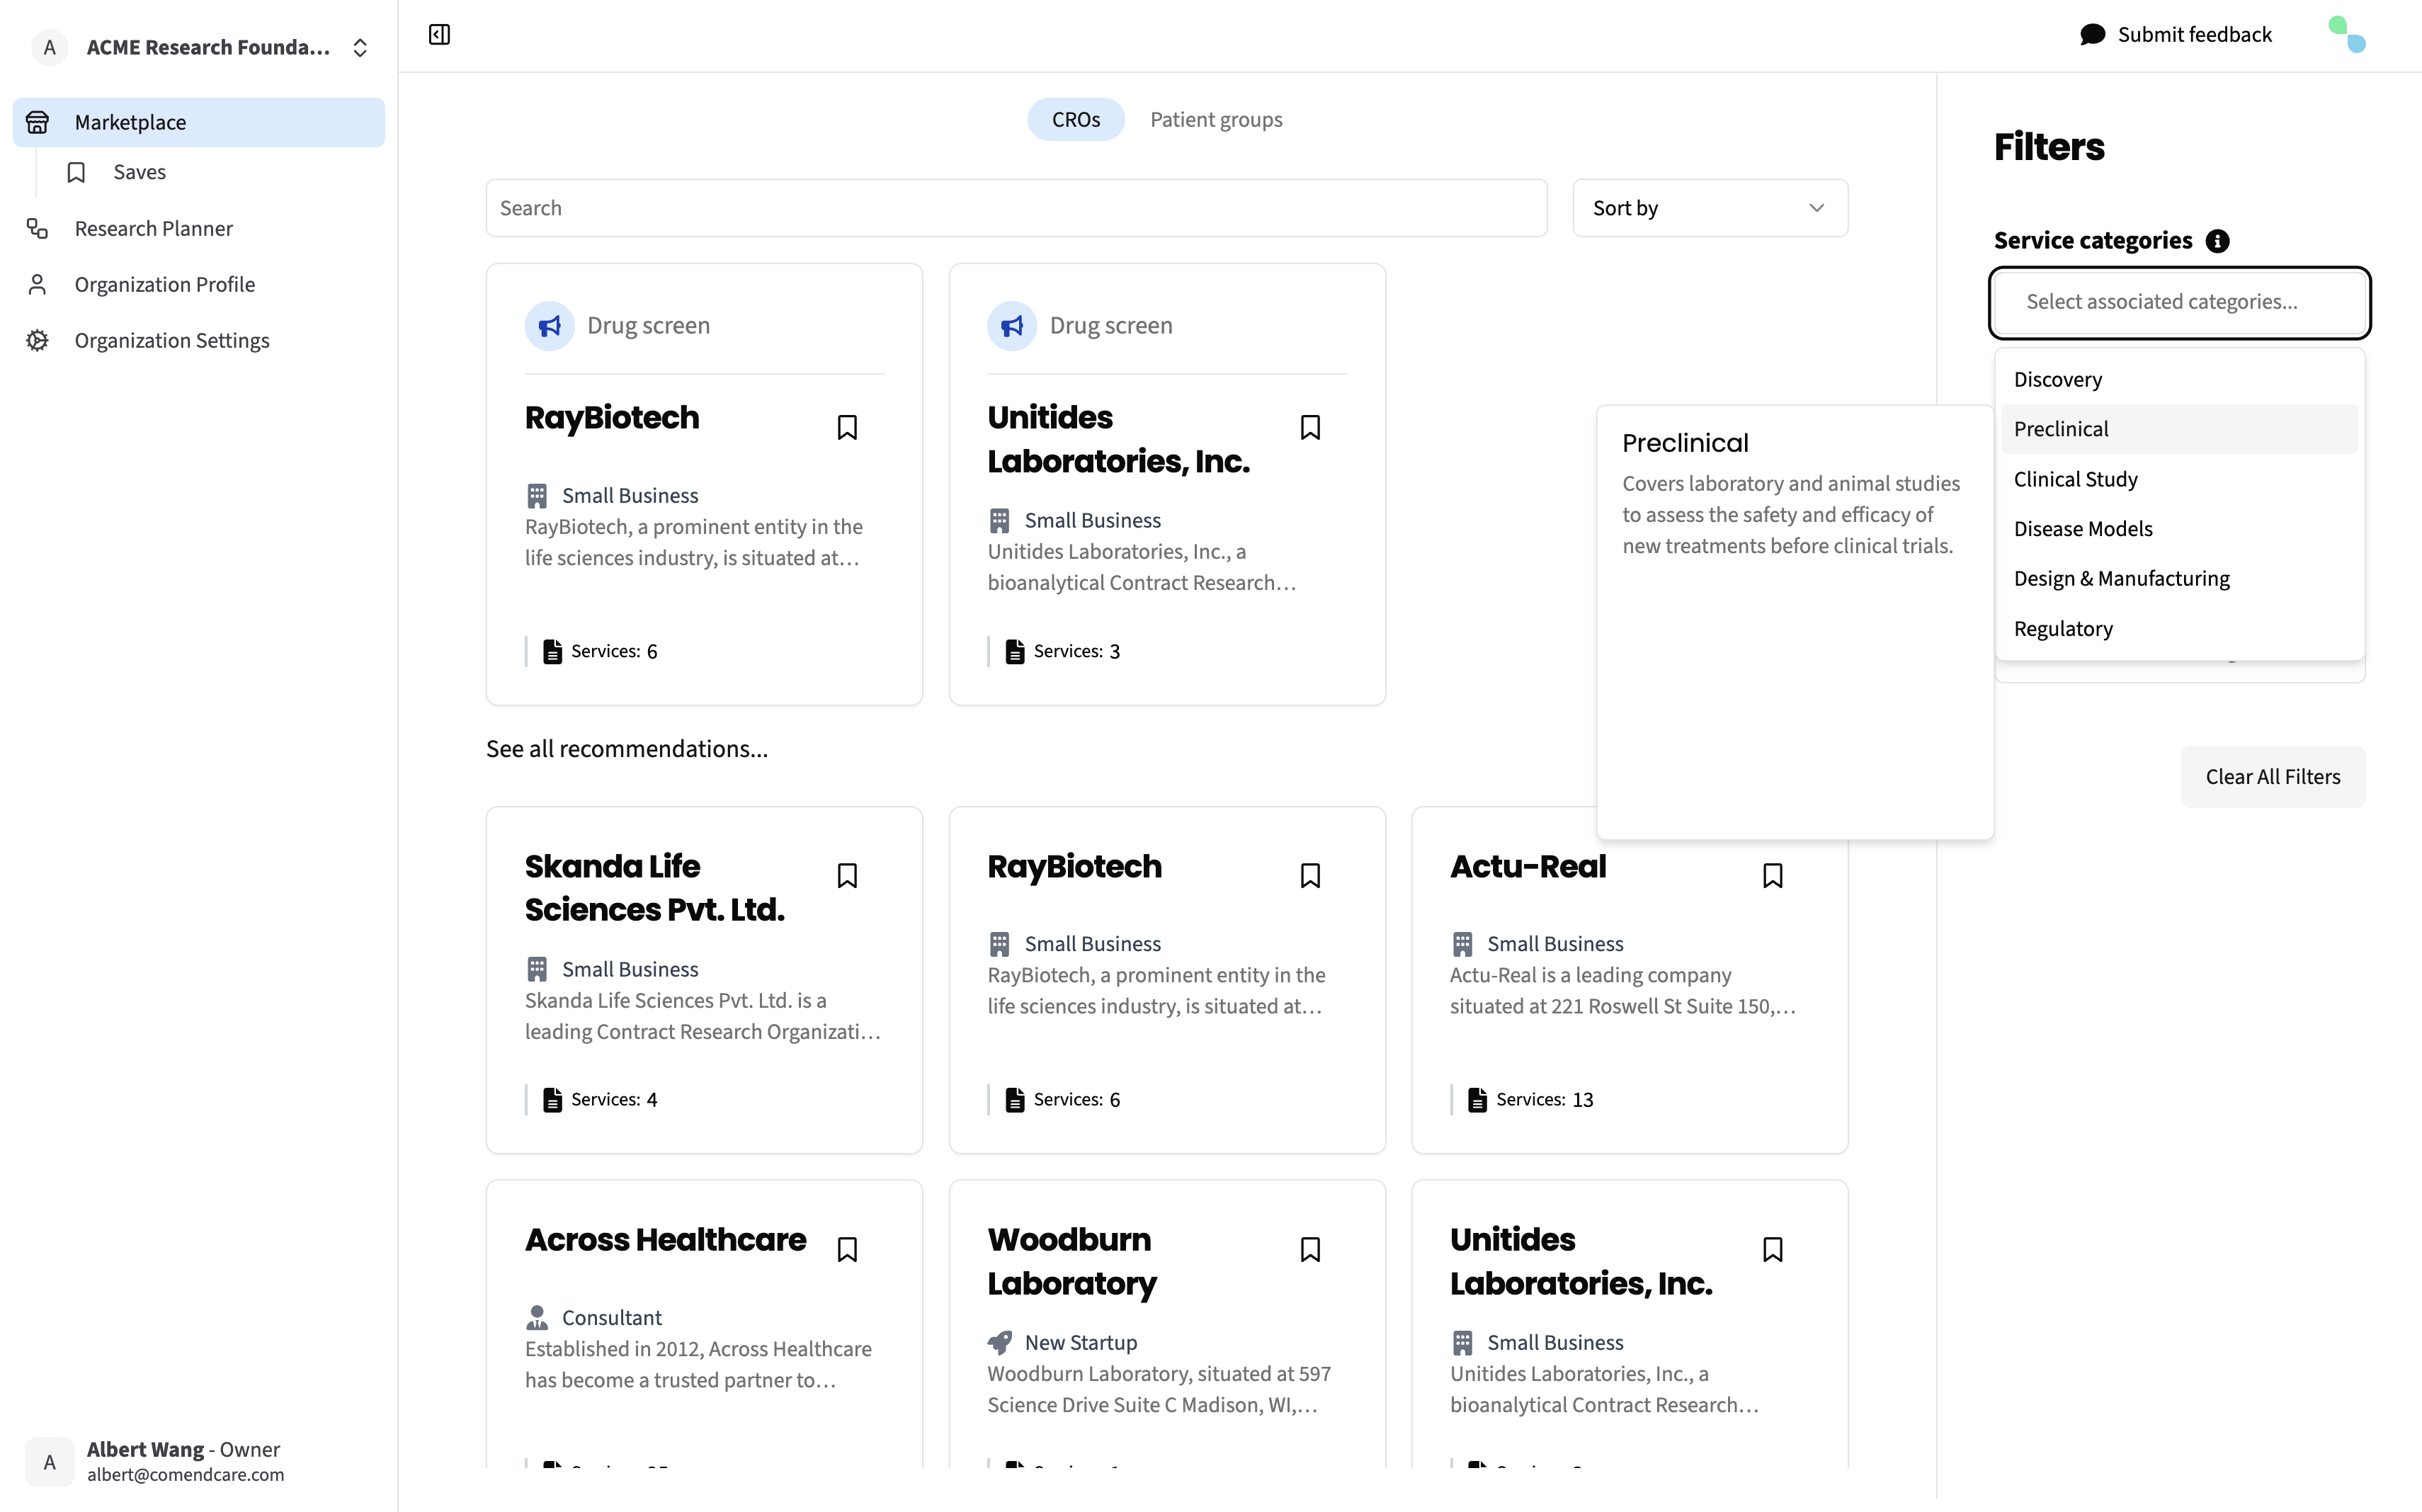 A
ACME Research Founda...
Marketplace
Saves
Research Planner
Organization Profile
Organization Settings
Submit feedback
CROs
Patient groups
Search
Sort by
Drug screen
RayBiotech
Small Business
RayBiotech, a prominent entity in the
life sciences industry, is situated at...
Services: 6
Drug screen
Unitides
Laboratories, Inc.
Small Business
Unitides Laboratories, Inc., a
bioanalytical Contract Research...
Services: 3
See all recommendations...
Skanda Life
Sciences Pvt. Ltd.
Small Business
Skanda Life Sciences Pvt. Ltd. is a
leading Contract Research Organizati...
Services: 4
RayBiotech
Small Business
RayBiotech, a prominent entity in the
life sciences industry, is situated at...
Services: 6
Actu-Real
Small Business
Actu-Real is a leading company
situated at 221 Roswell St Suite 150,...
Services: 13
Across Healthcare
Consultant
Established in 2012, Across Healthcare
has become a trusted partner to...
Woodburn
Laboratory
New Startup
Woodburn Laboratory, situated at 597
Science Drive Suite C Madison, WI,...
Unitides
Laboratories, Inc.
Small Business
Unitides Laboratories, Inc., a
bioanalytical Contract Research...
Filters
Service categories
Select associated categories...
Discovery
Preclinical
Clinical Study
Disease Models
Design & Manufacturing
Regulatory
Preclinical
Covers laboratory and animal studies
to assess the safety and efficacy of
new treatments before clinical trials.
Clear All Filters
A
Albert Wang - Owner
albert@comendcare.com